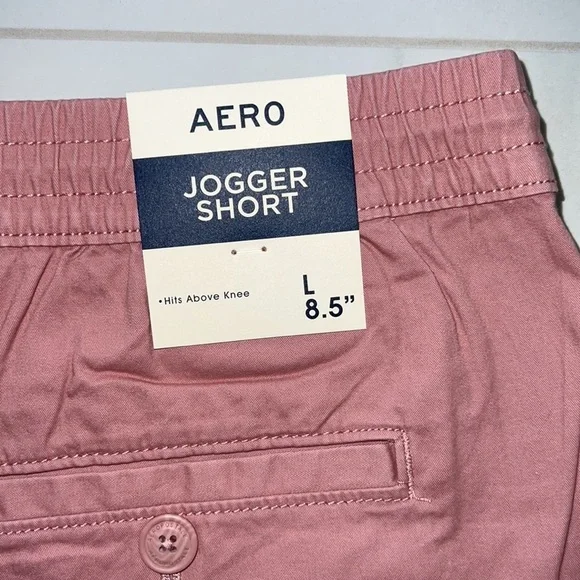 AERO
JOGGER
SHORT
•Hits Above Knee
L
8.5”